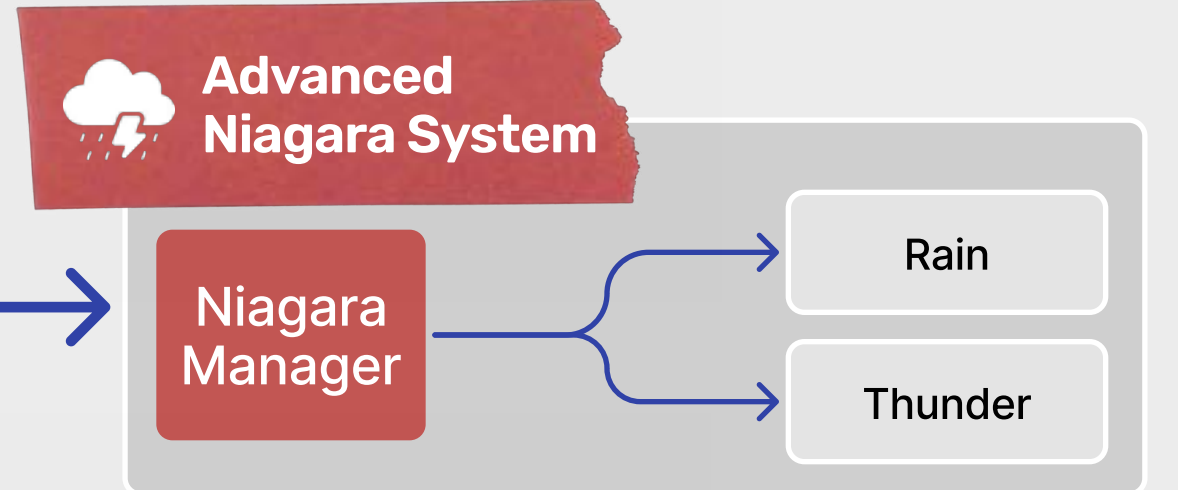 Advanced
Niagara System
Niagara
Manager
Rain
Thunder